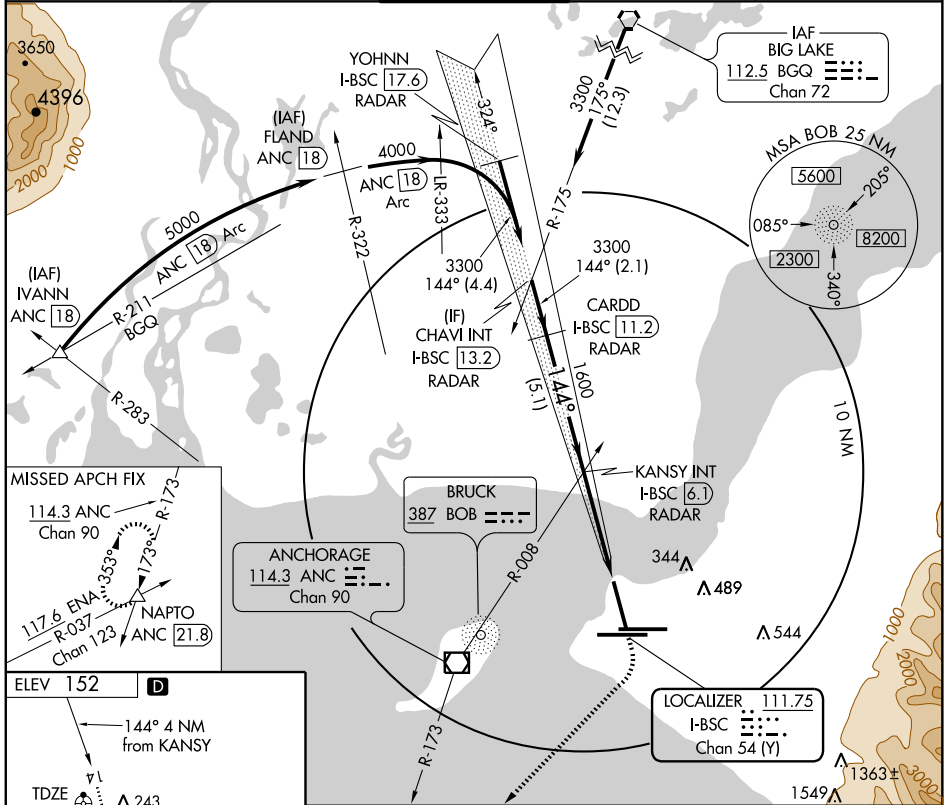 3650
4396
1000
2000
YOHNN
I-BSC 17.6
RADAR
324°
3300
175°
(12.3)
IAF
BIG LAKE
112.5 BGQ
Chan 72
MSA BOB 25 NM
5600
205°
085°
8200
2300
340°
(IAF)
FLAND
ANC 18
4000
ANC 18
Arc
LR-333
R-175
5000
ANC 18 Arc
R-322
R-211
BGQ
(IAF)
IVANN
ANC 18
R-283
3300
144° (4.4)
3300
144° (2.1)
(IF)
CHAVI INT
I-BSC 13.2
RADAR
CARDD
I-BSC 11.2
RADAR
144°
1600
(5.1)
10 NM
KANSY INT
I-BSC 6.1
RADAR
BRUCK
387 BOB
R-008
ANCHORAGE
114.3 ANC
Chan 90
R-173
344
489
544
LOCALIZER 111.75
I-BSC
Chan 54 (Y)
1000
2000
3000
1363±
1549
MISSED APCH FIX
114.3 ANC
Chan 90
R-173
353°
173°
117.6 ENA
R-037
Chan 123
NAPTO
ANC 21.8
ELEV 152 D
144° 4 NM
from KANSY
14
TDZE
243